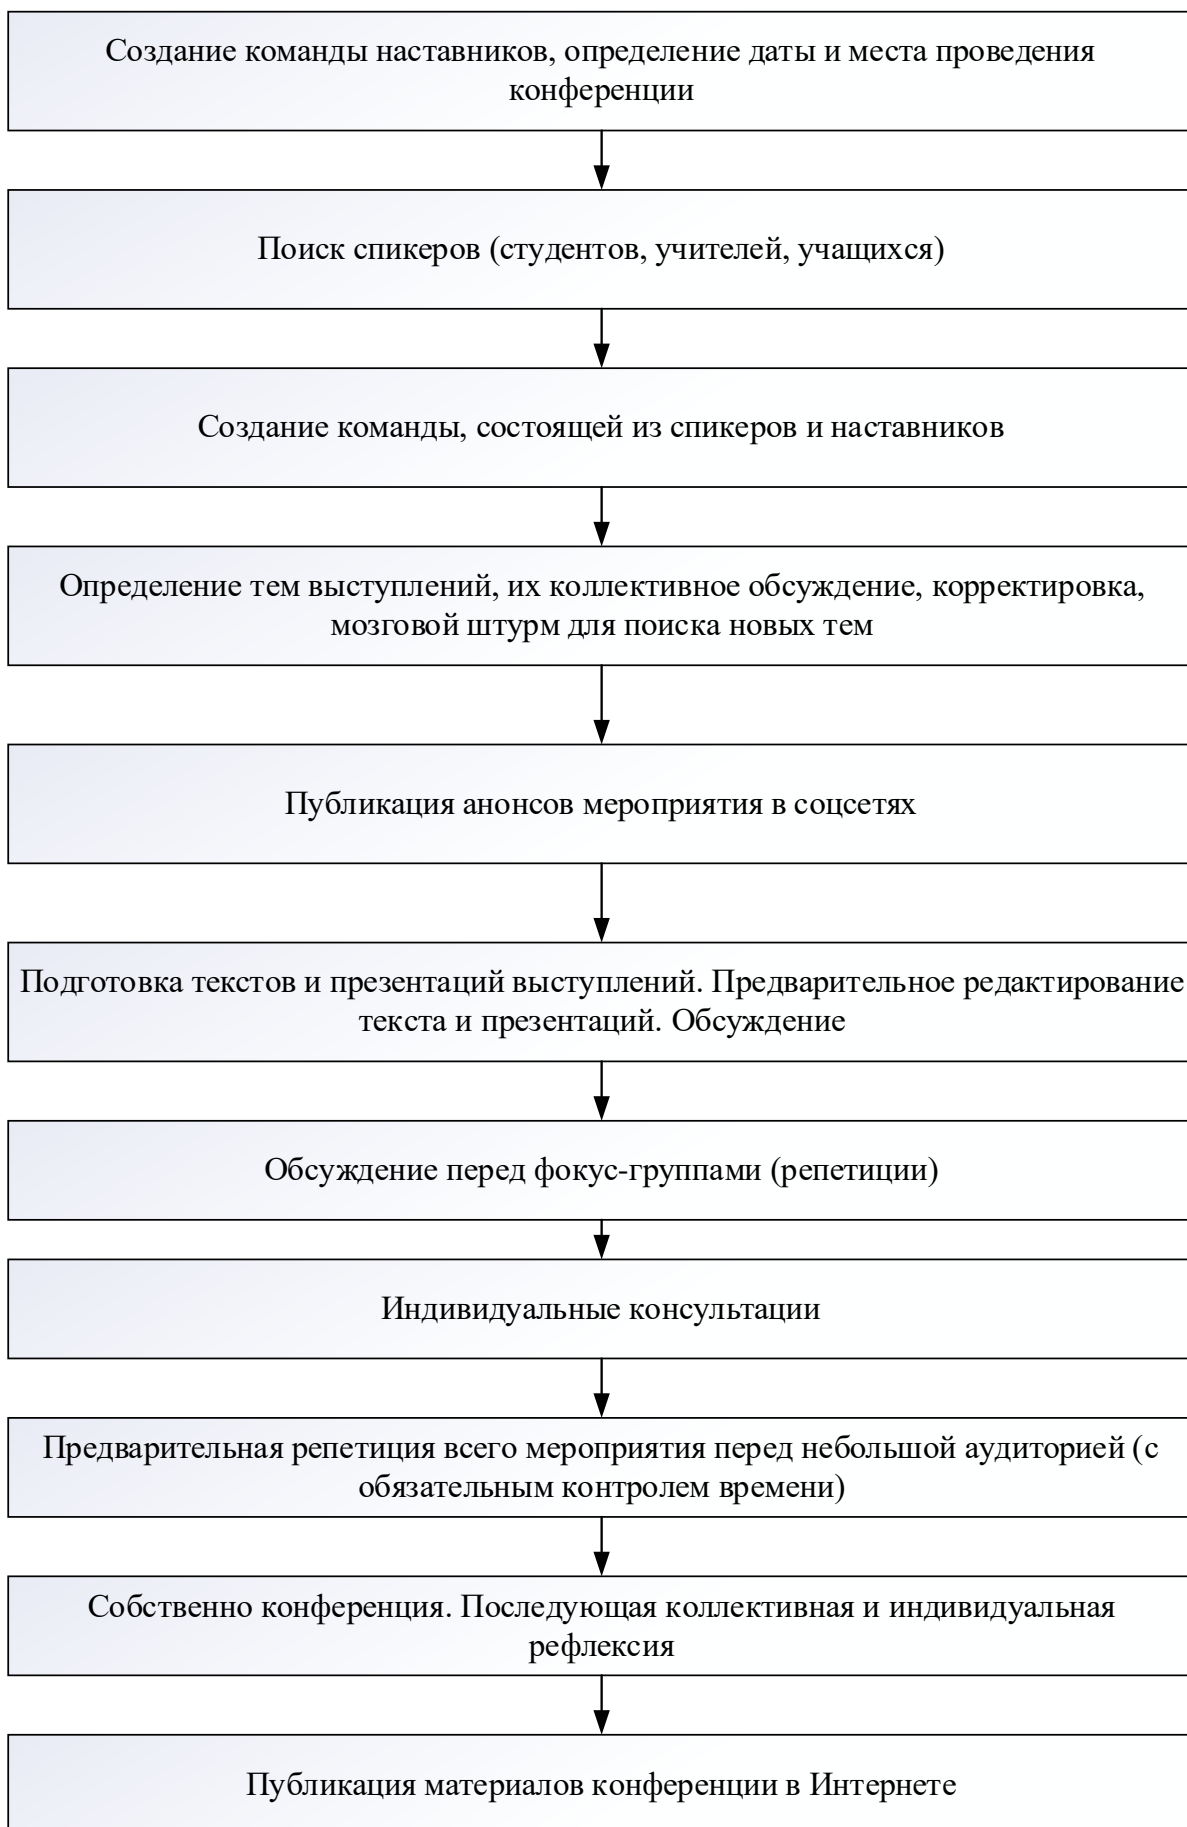 Создание команды наставников, определение даты и места проведения
конференции
Поиск спикеров (студентов, учителей, учащихся)
Создание команды, состоящей из спикеров и наставников
Определение тем выступлений, их коллективное обсуждение, корректировка,
мозговой штурм для поиска новых тем
Публикация анонсов мероприятия в соцсетях
Подготовка текстов и презентаций выступлений. Предварительное редактирование
текста и презентаций. Обсуждение
Обсуждение перед фокус-группами (репетиции)
Индивидуальные консультации
Предварительная репетиция всего мероприятия перед небольшой аудиторией (с
обязательным контролем времени)
Собственно конференция. Последующая коллективная и индивидуальная
рефлексия
Публикация материалов конференции в Интернете